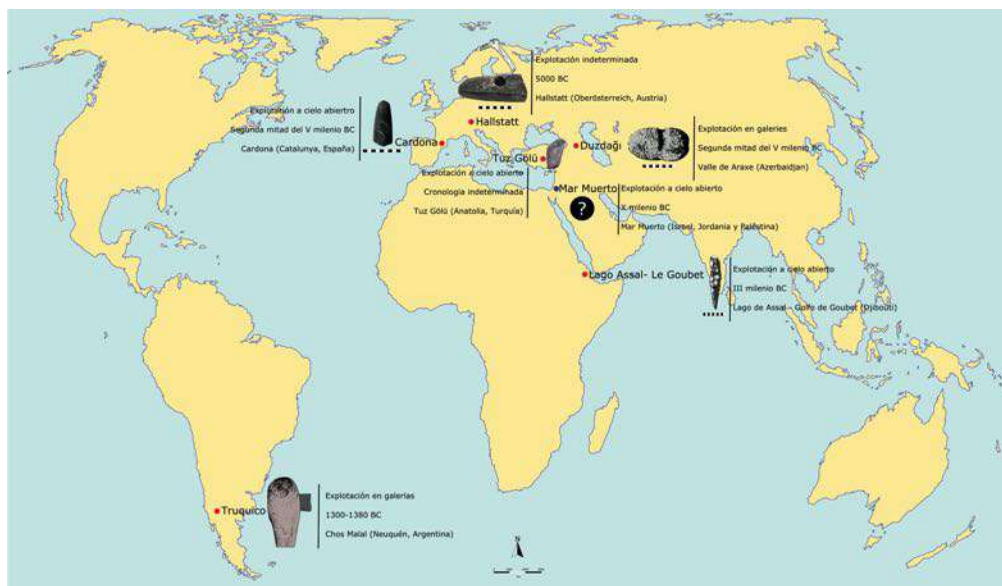 Explotación indeterminada
5000 BC
Hallstatt (Oberösterreich, Austria)
Hallstatt
Explotación a cielo abiertro
Segunda mitad del V milenio BC
Cardona (Catalunya, España)
Cardona
Explotación en galeries
Segunda mitad del V milenio BC
Valle de Araxe (Azerbaidjan)
Duzdaği
Tuz Gölü
Explotación a cielo abierto
Cronología indeterminada
Tuz Gölü (Anatolia, Turquía)
Mar Muerto
?
Explotación a cielo abierto
X milenio BC
Mar Muerto (Israel, Jordania y Palestina)
Lago Assal- Le Goubet
Explotación a cielo abierto
III milenio BC
Lago de Assal - Golfo de Goubet (Djibouti)
Truquico
Explotación en galerías
1300-1380 BC
Chos Malal (Neuquén, Argentina)